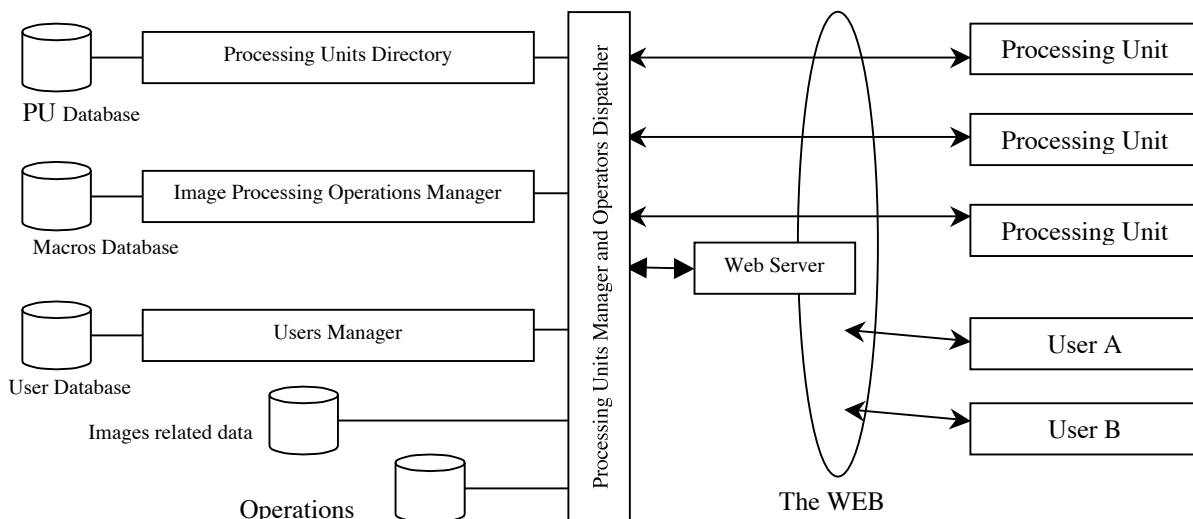 Processing Units Directory
PU Database
Image Processing Operations Manager
Macros Database
Users Manager
User Database
Images related data
Operations
Processing Units Manager and Operators Dispatcher
Web Server
The WEB
Processing Unit
Processing Unit
Processing Unit
User A
User B